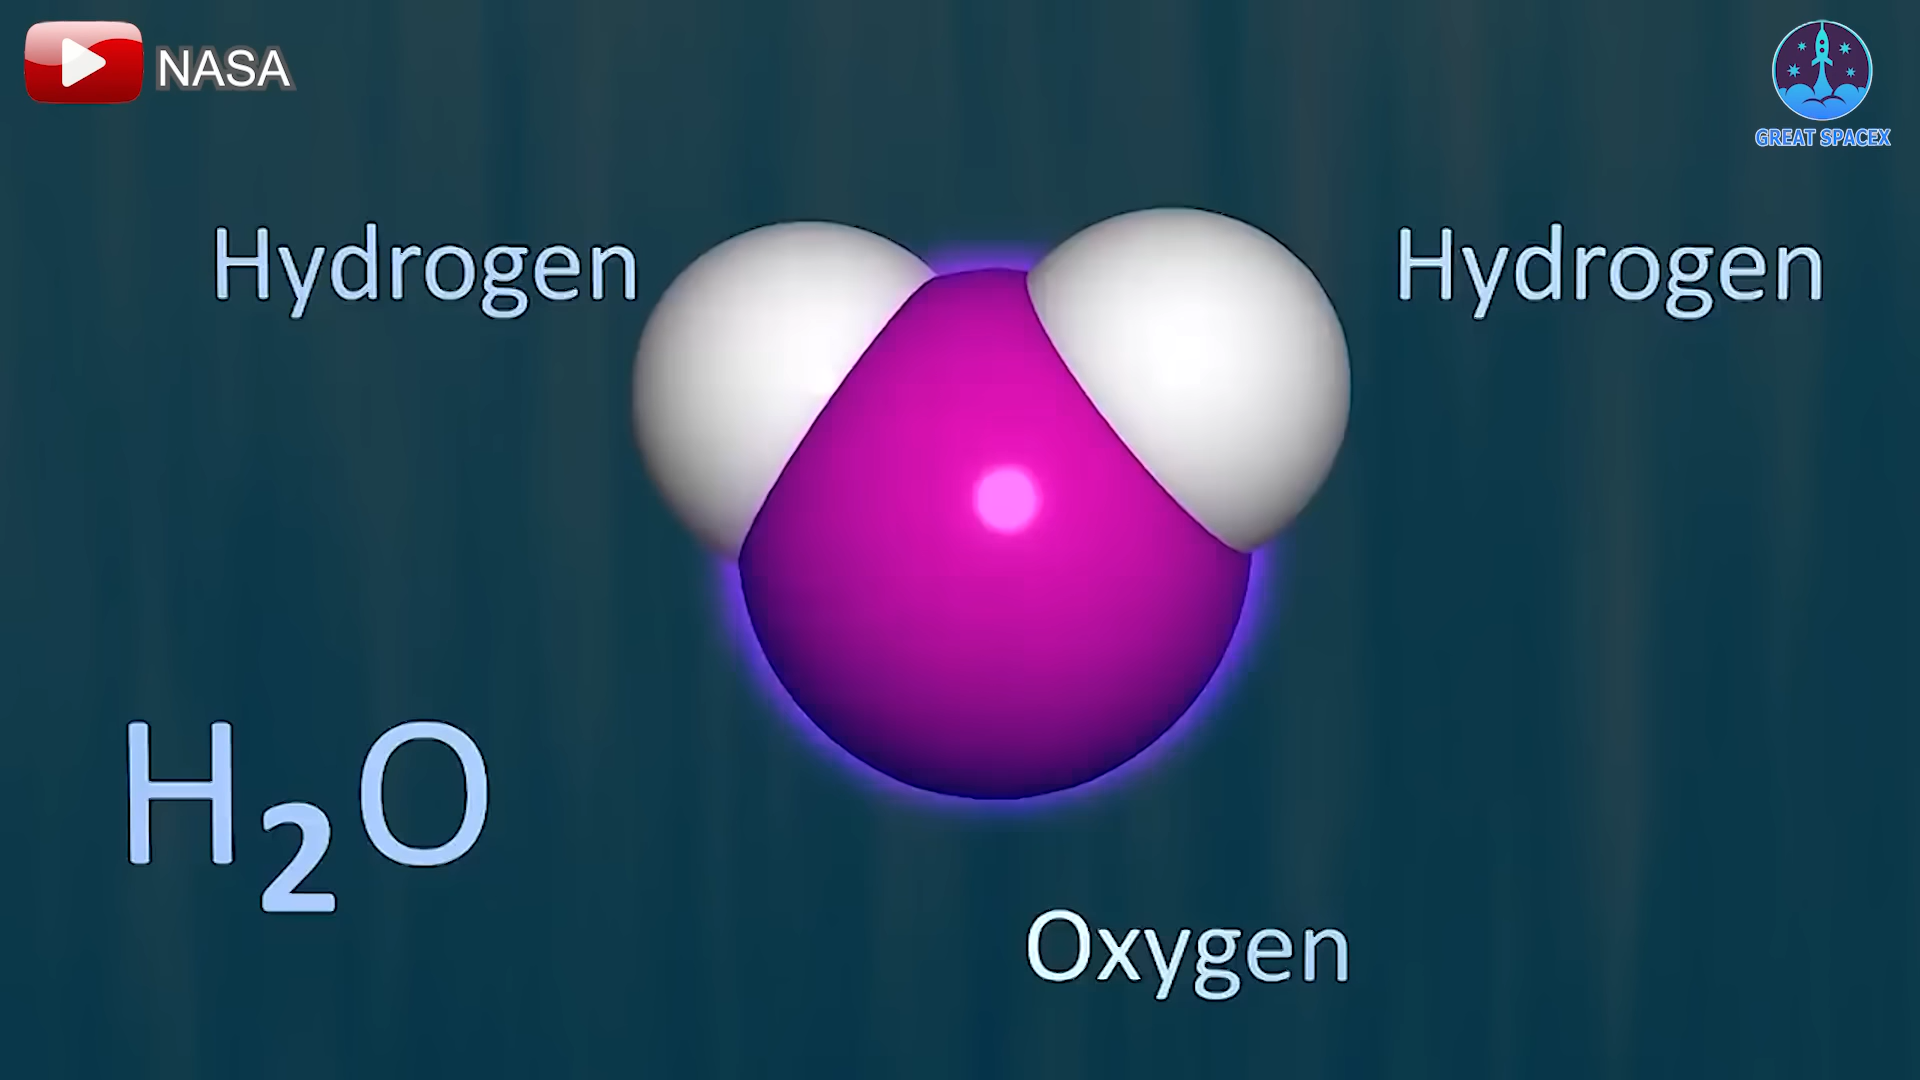 NASA
GREAT SPACEX
Hydrogen
Hydrogen
H₂O
Oxygen